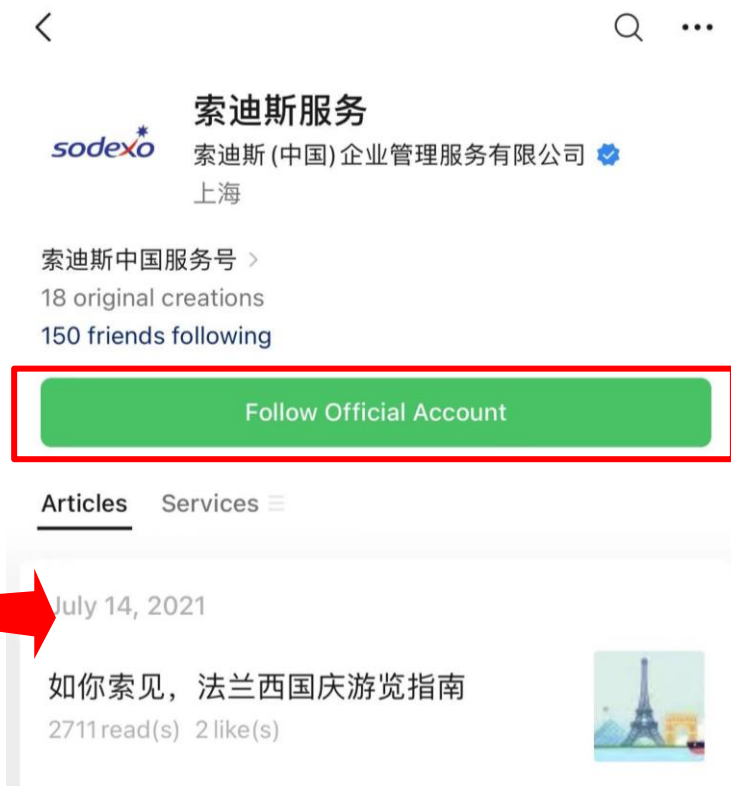 索迪斯服务
sodexo
索迪斯(中国)企业管理服务有限公司
上海
索迪斯中国服务号
18 original creations
150 friends following
Follow Official Account
Articles Services
July 14, 2021
如你索见，法兰西国庆游览指南
2711 read(s) 2 like(s)